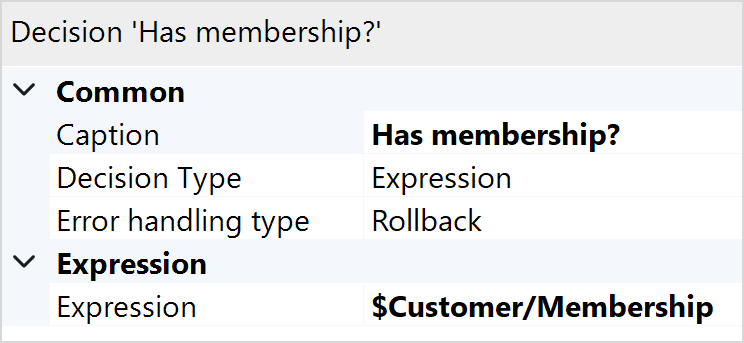 Decision 'Has membership?'
Common
Caption Has membership?
Decision Type Expression
Error handling type Rollback
Expression
Expression $Customer/Membership